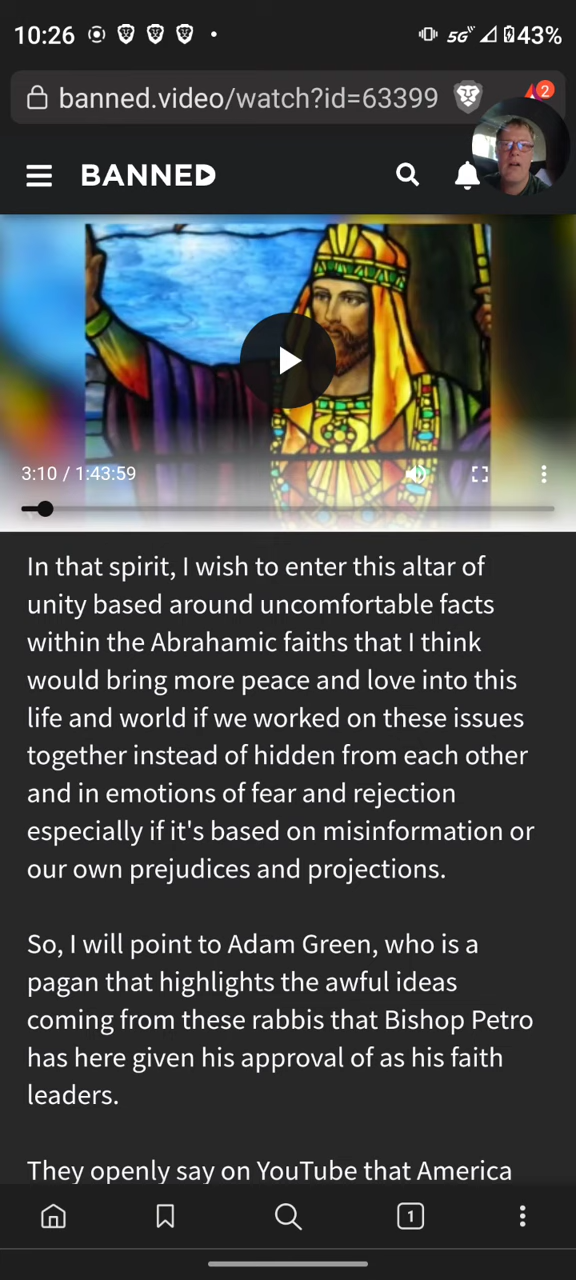 10:26
5G 43%
banned.video/watch?id=63399
2
BANNED
3:10 / 1:43:59
In that spirit, I wish to enter this altar of
unity based around uncomfortable facts
within the Abrahamic faiths that I think
would bring more peace and love into this
life and world if we worked on these issues
together instead of hidden from each other
and in emotions of fear and rejection
especially if it's based on misinformation or
our own prejudices and projections.
So, I will point to Adam Green, who is a
pagan that highlights the awful ideas
coming from these rabbis that Bishop Petro
has here given his approval of as his faith
leaders.
They openly say on YouTube that America
1